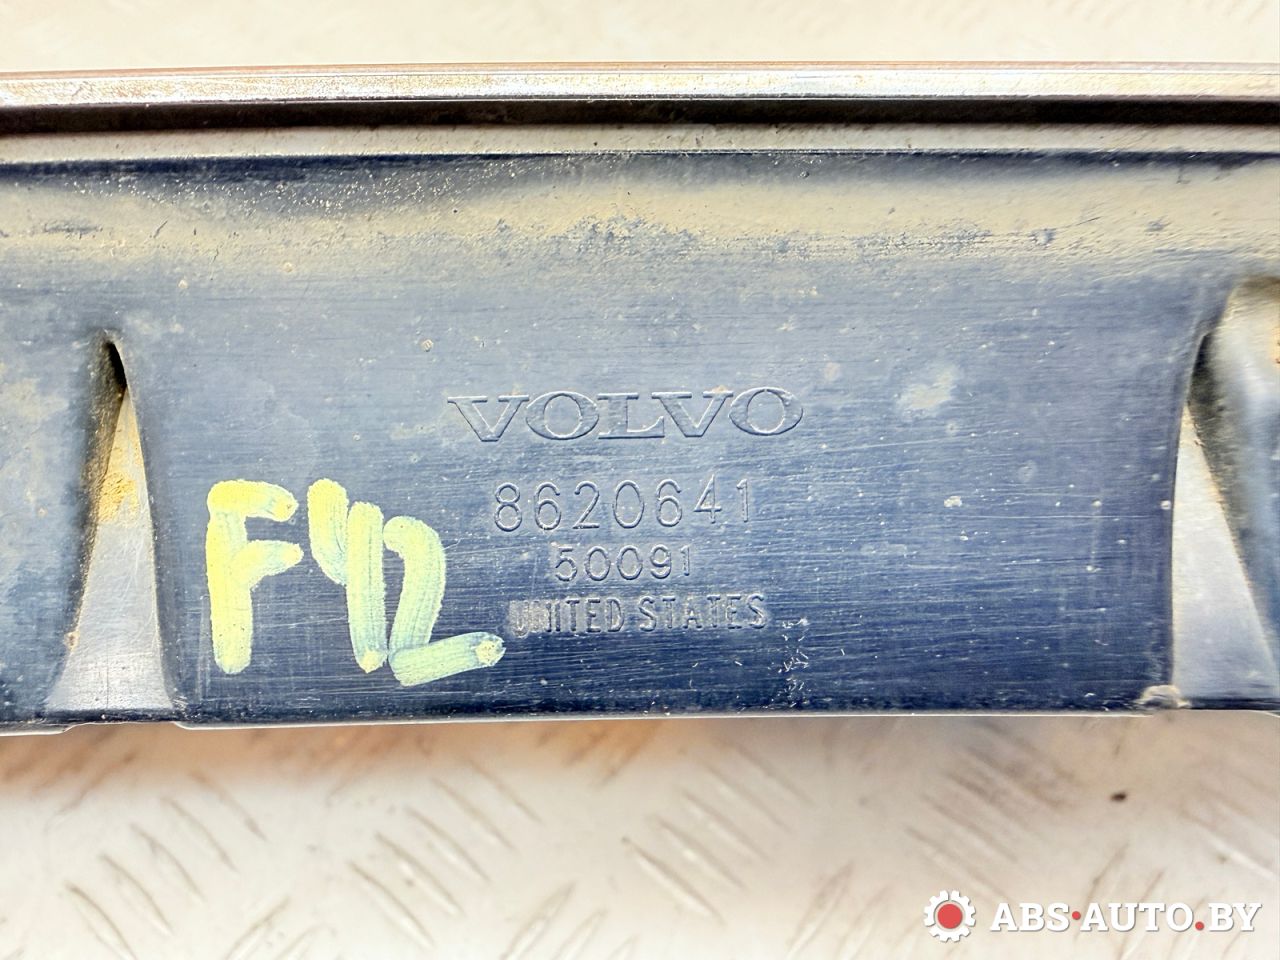 VOLVO
8620641
50091
UNITED STATES
F42
ABS·AUTO.BY